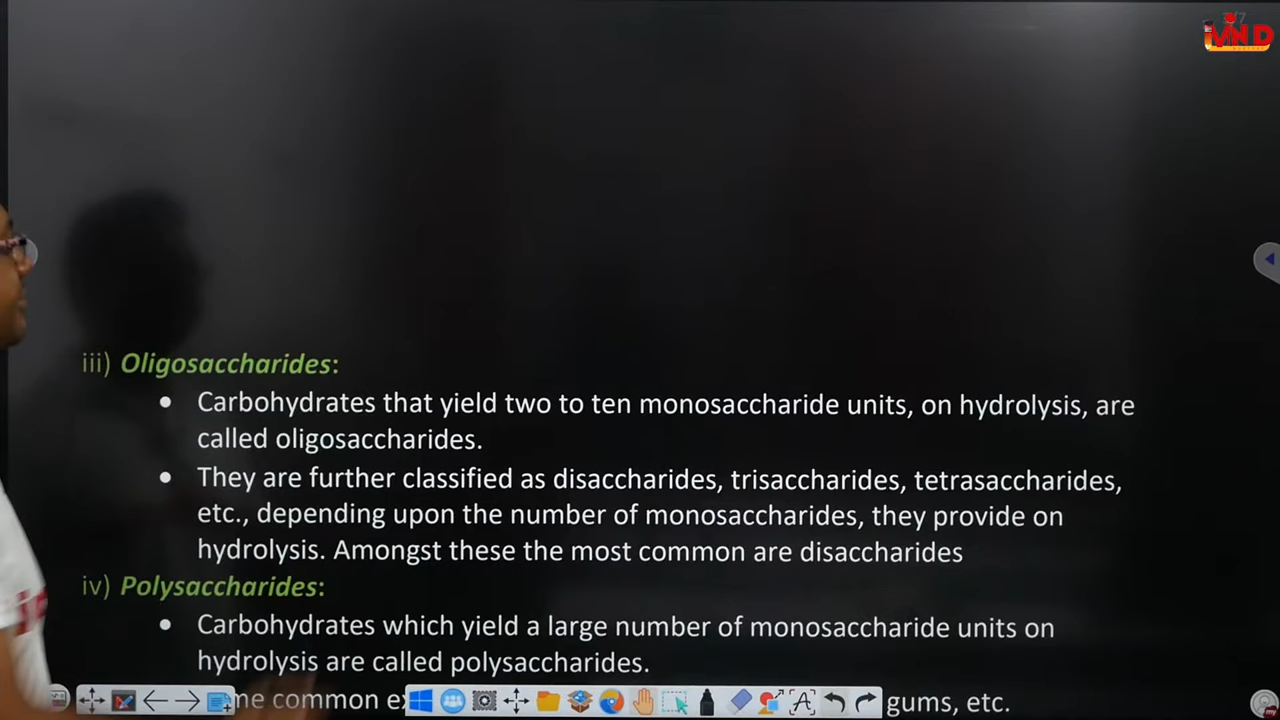 iii) Oligosaccharides:
• Carbohydrates that yield two to ten monosaccharide units, on hydrolysis, are
called oligosaccharides.
• They are further classified as disaccharides, trisaccharides, tetrasaccharides,
etc., depending upon the number of monosaccharides, they provide on
hydrolysis. Amongst these the most common are disaccharides
iv) Polysaccharides:
• Carbohydrates which yield a large number of monosaccharide units on
hydrolysis are called polysaccharides.
common gums, etc.